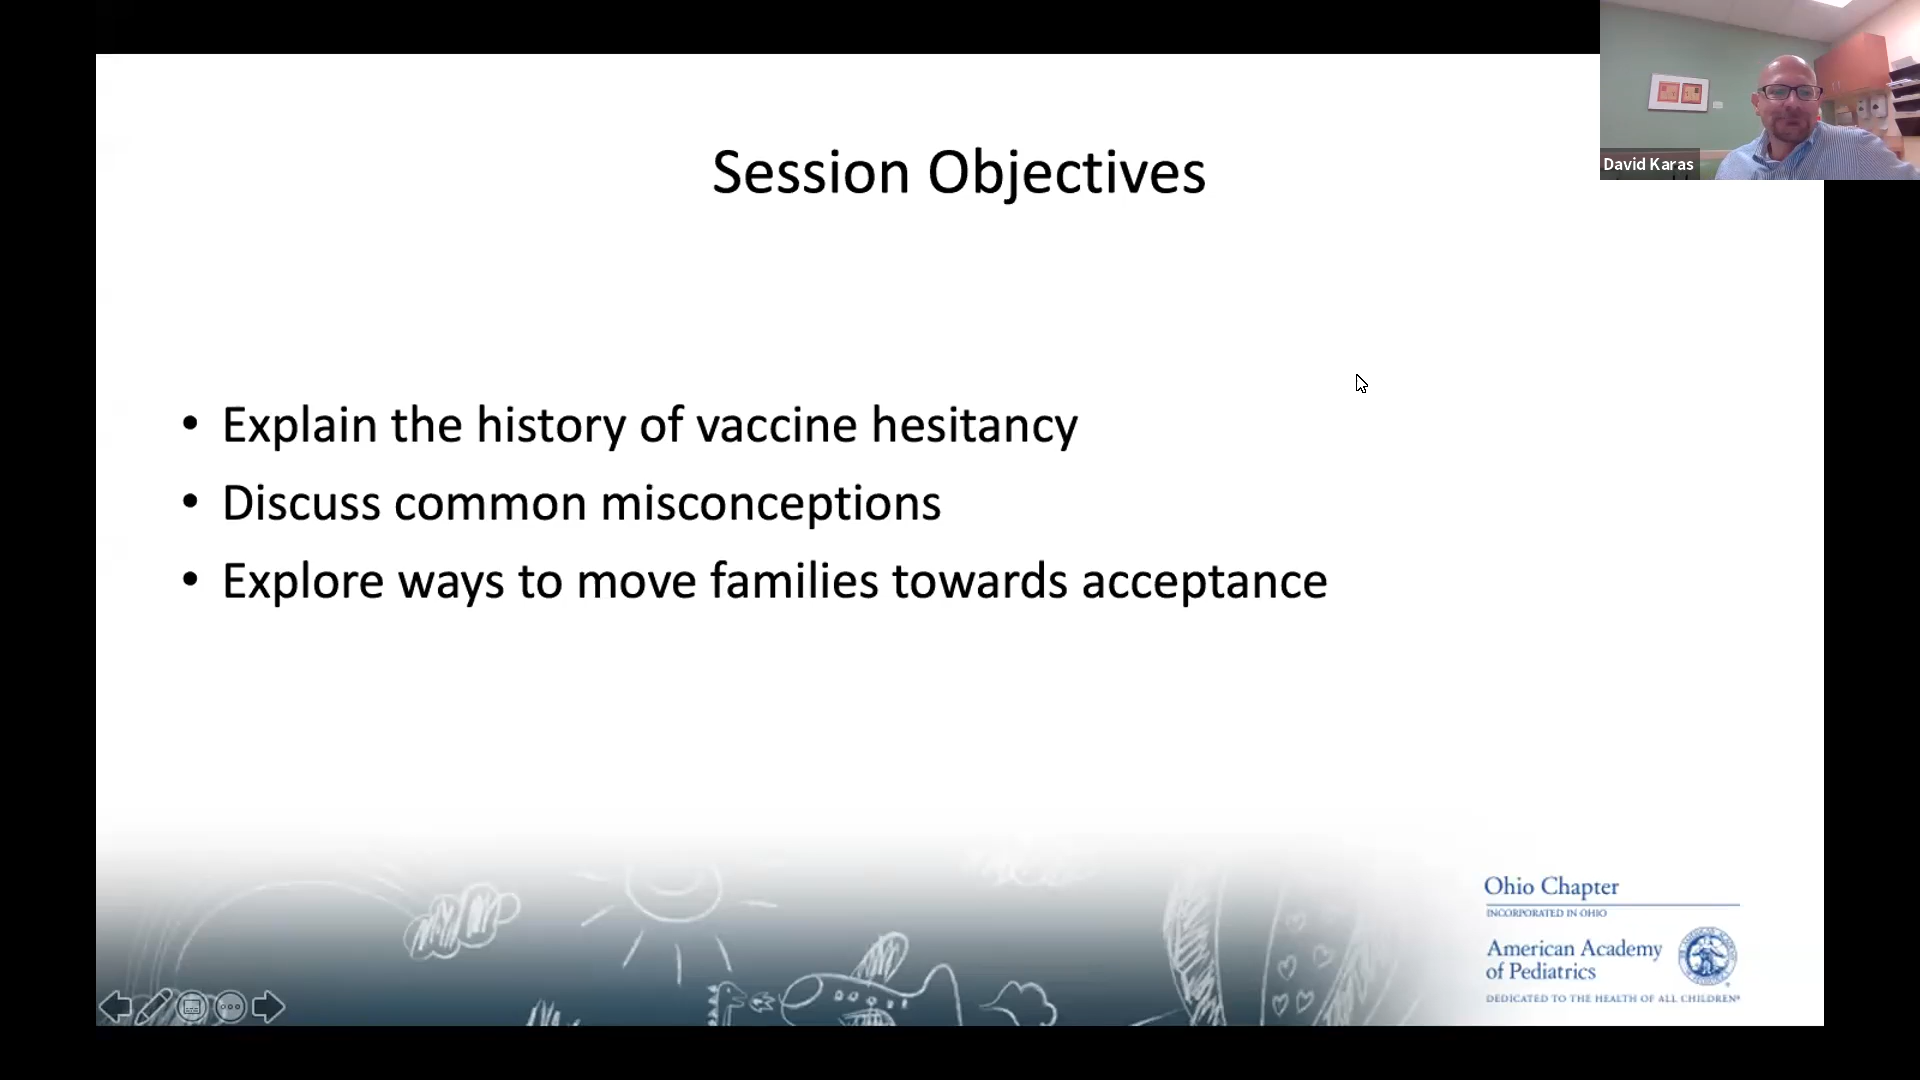 David Karas
Session Objectives
• Explain the history of vaccine hesitancy
• Discuss common misconceptions
• Explore ways to move families towards acceptance
Ohio Chapter
INCORPORATED IN OHIO
American Academy
of Pediatrics
DEDICATED TO THE HEALTH OF ALL CHILDREN®